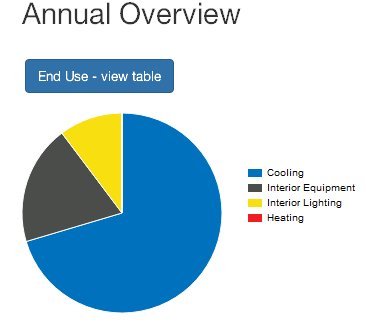 Annual Overview
End Use - view table
Cooling
Interior Equipment
Interior Lighting
Heating